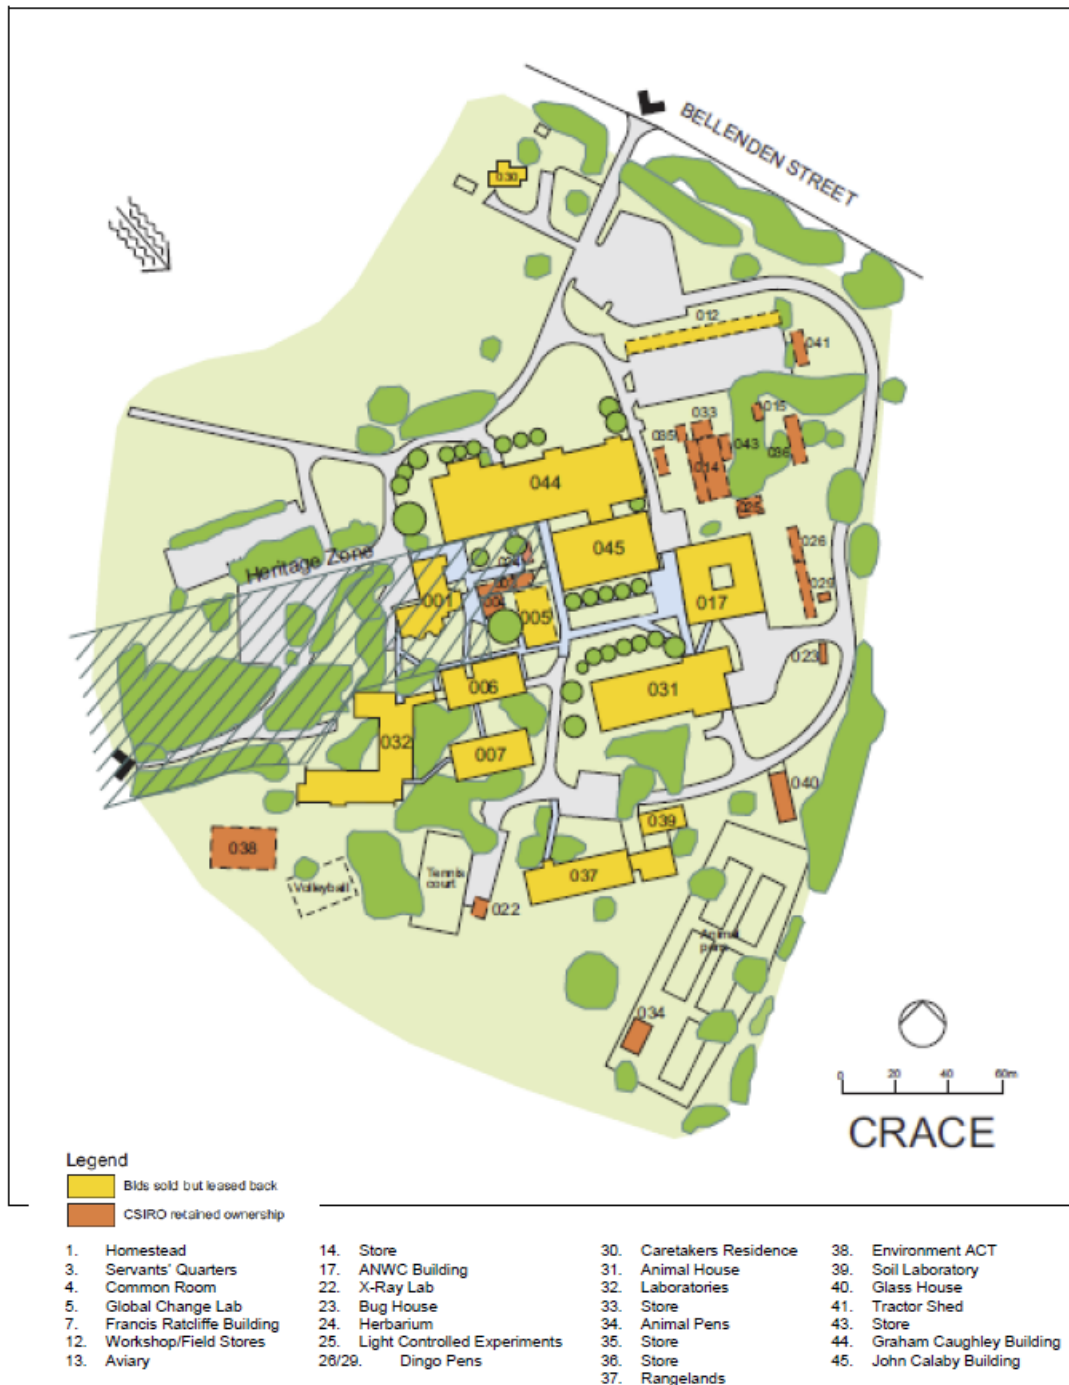 BELLENDEN STREET
030
012
041
015
033
035
043
036
014
025
044
026
045
Heritage Zone
024
029
001
017
005
023
006
031
032
007
040
039
038
037
Tennis
court
Volleyball
022
Animal
pens
034
0 20 40 60m
CRACE
Legend
Blds sold but leased back
CSIRO retained ownership
1. Homestead
3. Servants' Quarters
4. Common Room
5. Global Change Lab
7. Francis Ratcliffe Building
12. Workshop/Field Stores
13. Aviary
14. Store
17. ANWC Building
22. X-Ray Lab
23. Bug House
24. Herbarium
25. Light Controlled Experiments
26/29. Dingo Pens
30. Caretakers Residence
31. Animal House
32. Laboratories
33. Store
34. Animal Pens
35. Store
36. Store
37. Rangelands
38. Environment ACT
39. Soil Laboratory
40. Glass House
41. Tractor Shed
43. Store
44. Graham Caughley Building
45. John Calaby Building